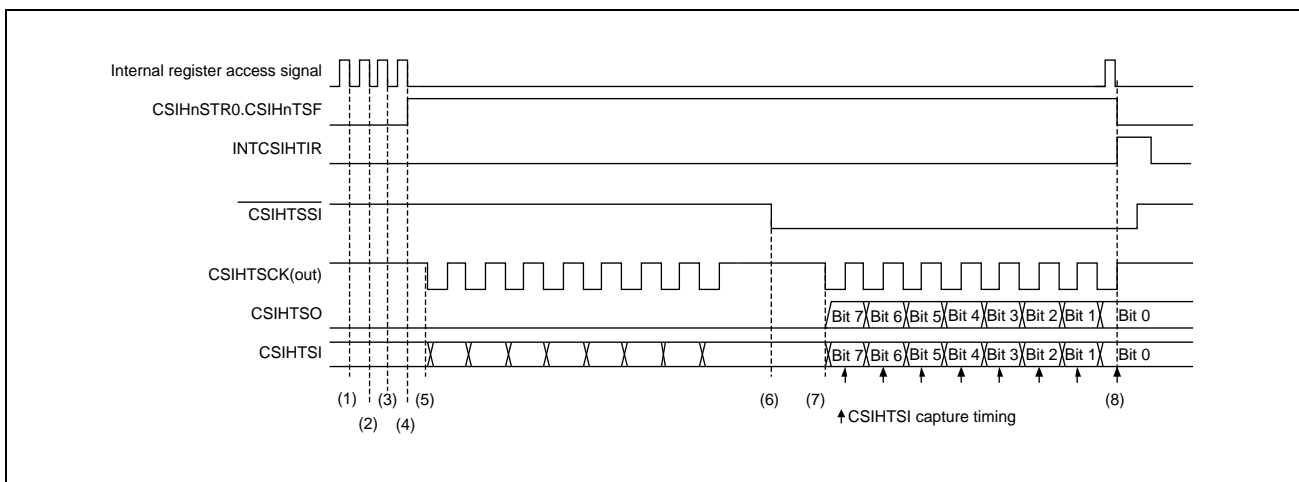 Internal register access signal
CSIHnSTR0.CSIHnTSF
INTCSIHTIR
CSIHTSSI
CSIHTSCK(out)
CSIHTSO
Bit 7 Bit 6 Bit 5 Bit 4 Bit 3 Bit 2 Bit 1 Bit 0
CSIHTSI
Bit 7 Bit 6 Bit 5 Bit 4 Bit 3 Bit 2 Bit 1 Bit 0
(1) (3) (5) (6) (7) (8)
(2) (4)
CSIHTSI capture timing